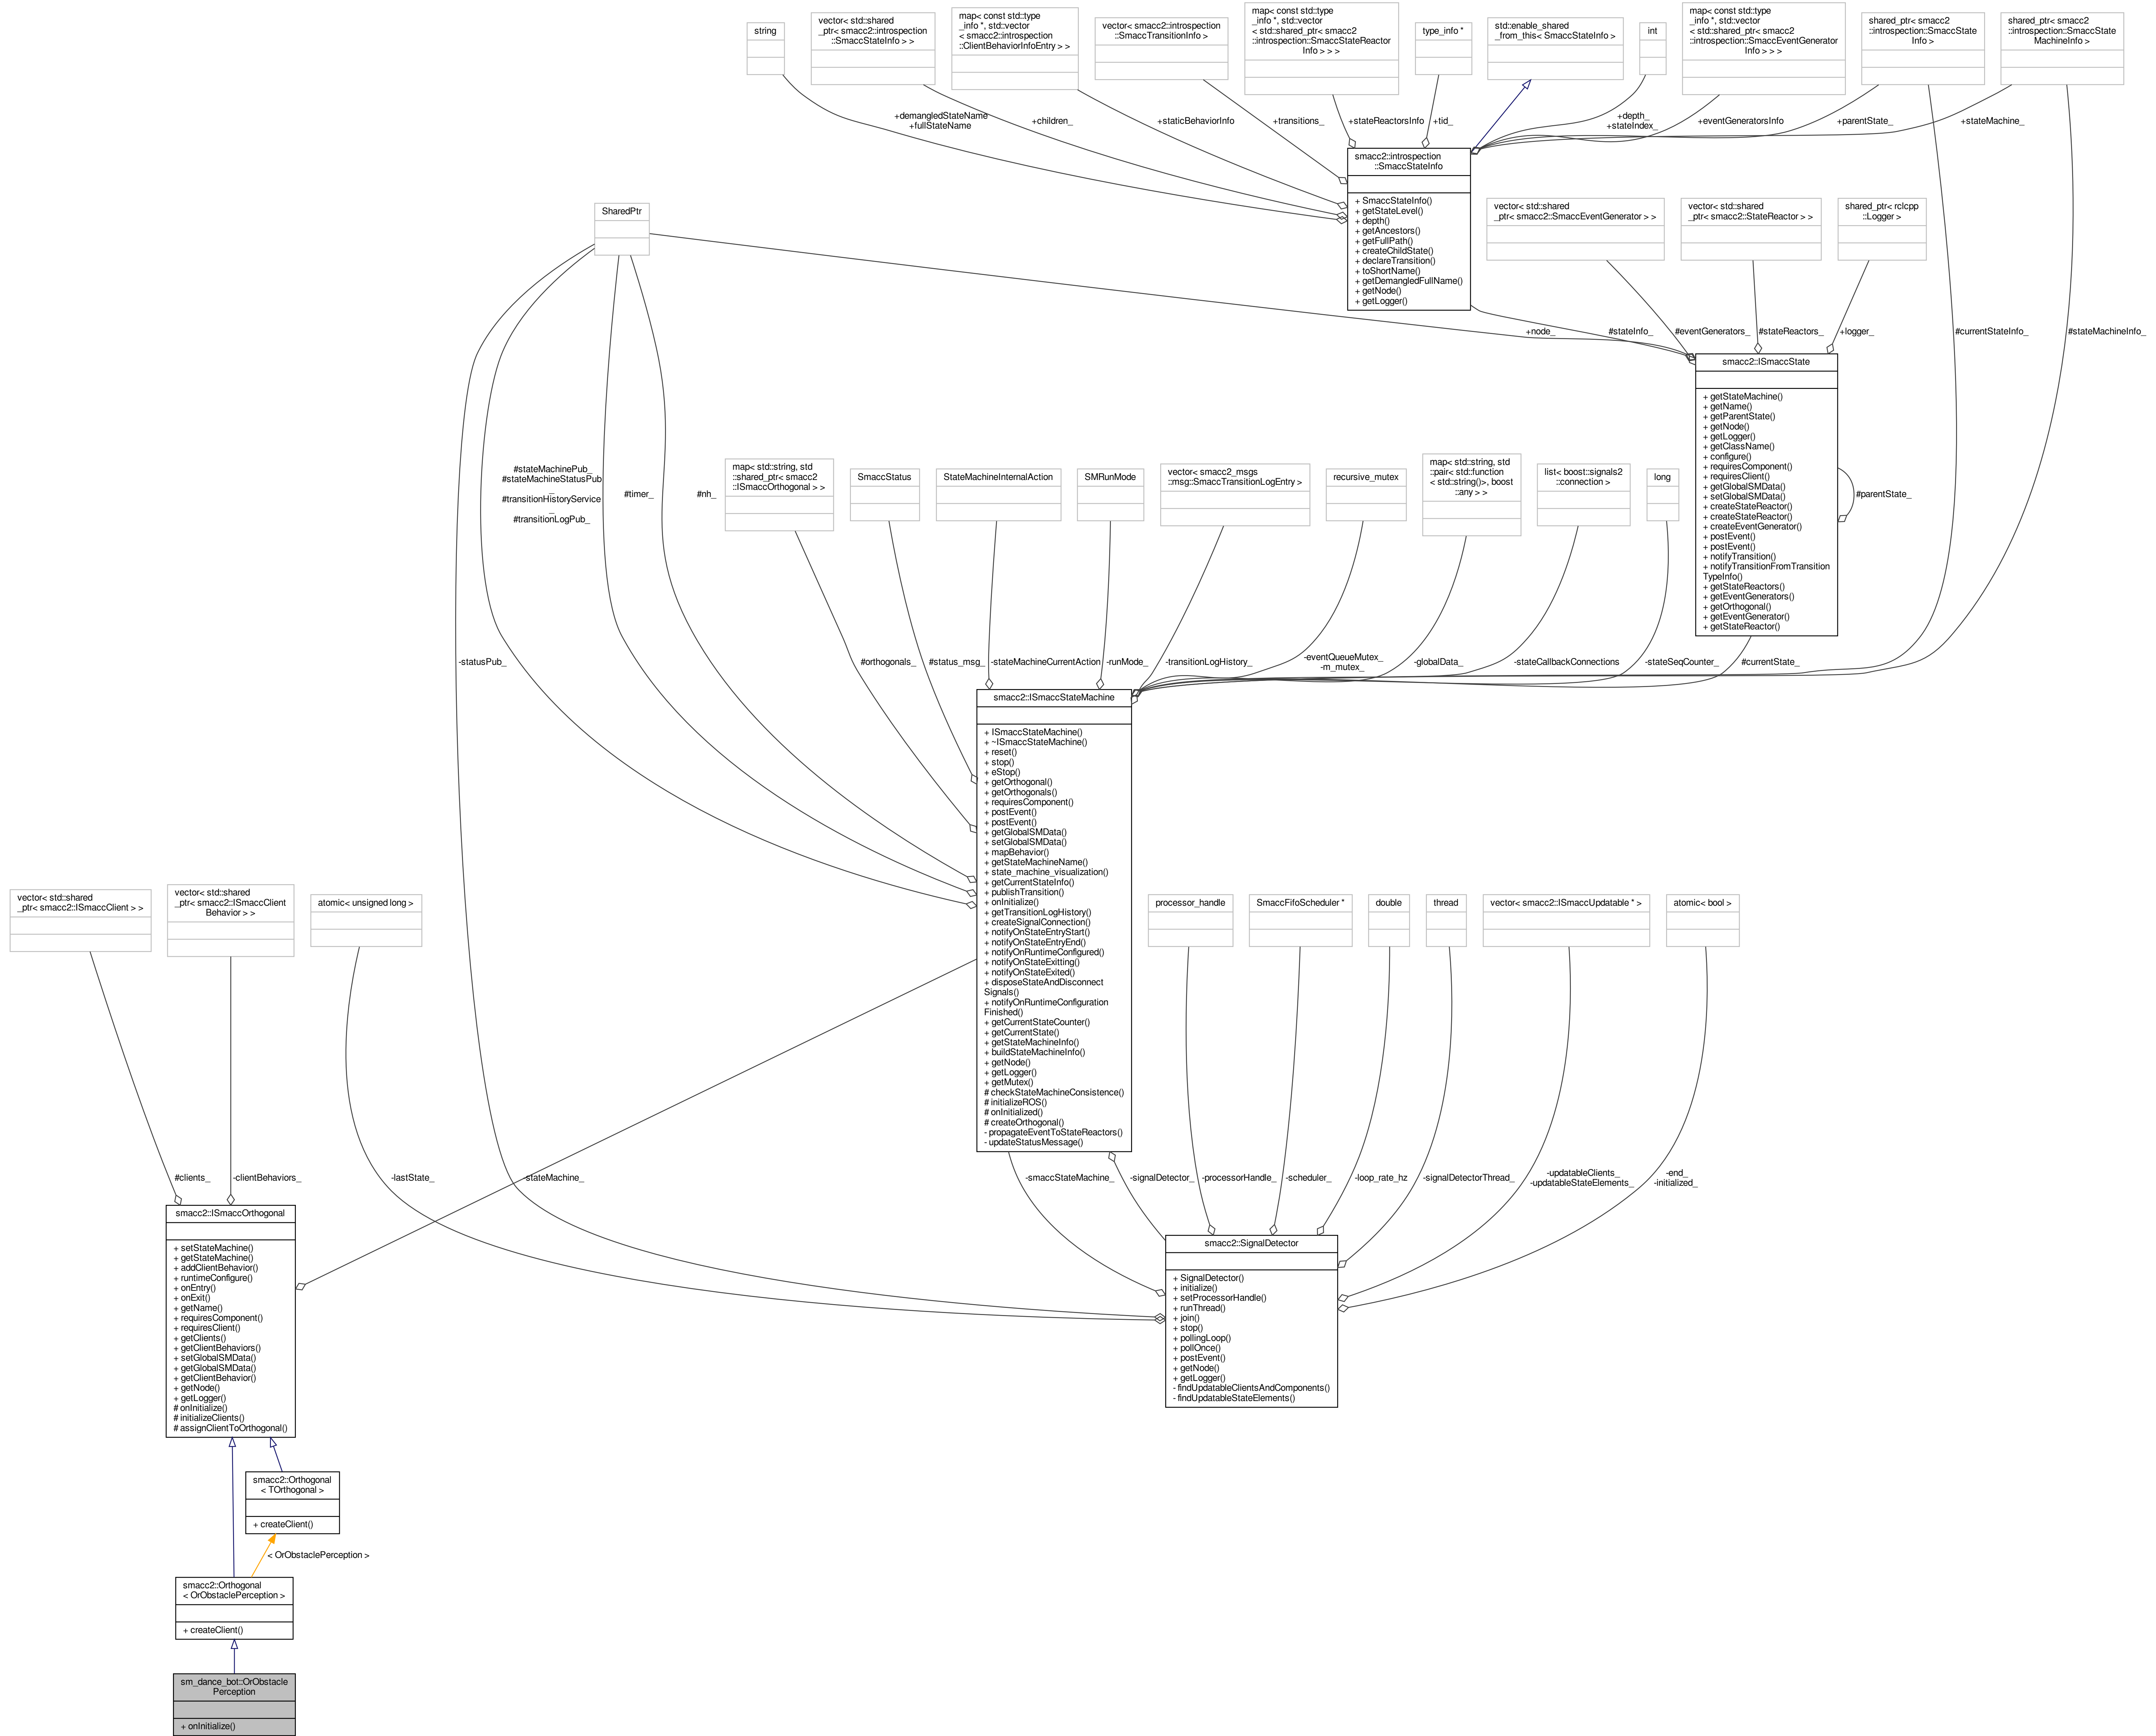 string
vector< std::shared
_ptr< smacc2::introspection
::SmaccStateInfo > >
map< const std::type
_info *, std::vector
< smacc2::introspection
::ClientBehaviorInfoEntry > >
vector< smacc2::introspection
::SmaccTransitionInfo >
map< const std::type
_info *, std::vector
< std::shared_ptr< smacc2
::introspection::SmaccStateReactor
Info > > >
type_info *
std::enable_shared
_from_this< SmaccStateInfo >
int
map< const std::type
_info *, std::vector
< std::shared_ptr< smacc2
::introspection::SmaccEventGenerator
Info > > >
shared_ptr< smacc2
::introspection::SmaccState
Info >
shared_ptr< smacc2
::introspection::SmaccState
MachineInfo >
+demangledStateName
+fullStateName
+children_
+staticBehaviorInfo
+transitions_
+stateReactorsInfo
+tid_
+depth_
+stateIndex_
+eventGeneratorsInfo
+parentState_
+stateMachine_
smacc2::introspection
::SmaccStateInfo
+ SmaccStateInfo()
+ getStateLevel()
+ depth()
+ getAncestors()
+ getFullPath()
+ createChildState()
+ declareTransition()
+ toShortName()
+ getDemangledFullName()
+ getNode()
+ getLogger()
SharedPtr
vector< std::shared
_ptr< smacc2::SmaccEventGenerator > >
vector< std::shared
_ptr< smacc2::StateReactor > >
shared_ptr< rclcpp
::Logger >
+node_
#stateInfo_
#eventGenerators_
#stateReactors_
+logger_
#currentStateInfo_
#stateMachineInfo_
smacc2::ISmaccState
+ getStateMachine()
+ getName()
+ getParentState()
+ getNode()
+ getLogger()
+ getClassName()
+ configure()
+ requiresComponent()
+ requiresClient()
+ getGlobalSMData()
+ setGlobalSMData()
+ createStateReactor()
+ createStateReactor()
+ createEventGenerator()
+ postEvent()
+ postEvent()
+ notifyTransition()
+ notifyTransitionFromTransition
TypeInfo()
+ getStateReactors()
+ getEventGenerators()
+ getOrthogonal()
+ getEventGenerator()
+ getStateReactor()
#parentState_
#stateMachinePub_
#stateMachineStatusPub
_
#transitionHistoryService
_
#transitionLogPub_
#timer_
#nh_
map< std::string, std
::shared_ptr< smacc2
::ISmaccOrthogonal > >
SmaccStatus
StateMachineInternalAction
SMRunMode
vector< smacc2_msgs
::msg::SmaccTransitionLogEntry >
recursive_mutex
map< std::string, std
::pair< std::function
< std::string()>, boost
::any > >
list< boost::signals2
::connection >
long
-statusPub_
#orthogonals_
#status_msg_
-stateMachineCurrentAction
-runMode_
-transitionLogHistory_
-eventQueueMutex_
-m_mutex_
-globalData_
-stateCallbackConnections
-stateSeqCounter_
#currentState_
smacc2::ISmaccStateMachine
+ ISmaccStateMachine()
+ ~ISmaccStateMachine()
+ reset()
+ stop()
+ eStop()
+ getOrthogonal()
+ getOrthogonals()
+ requiresComponent()
+ postEvent()
+ postEvent()
+ getGlobalSMData()
+ setGlobalSMData()
+ mapBehavior()
+ getStateMachineName()
+ state_machine_visualization()
+ getCurrentStateInfo()
+ publishTransition()
+ onInitialize()
+ getTransitionLogHistory()
+ createSignalConnection()
+ notifyOnStateEntryStart()
+ notifyOnStateEntryEnd()
+ notifyOnRuntimeConfigured()
+ notifyOnStateExitting()
+ notifyOnStateExited()
+ disposeStateAndDisconnect
Signals()
+ notifyOnRuntimeConfiguration
Finished()
+ getCurrentStateCounter()
+ getCurrentState()
+ getStateMachineInfo()
+ buildStateMachineInfo()
+ getNode()
+ getLogger()
+ getMutex()
# checkStateMachineConsistence()
# initializeROS()
# onInitialized()
# createOrthogonal()
- propagateEventToStateReactors()
- updateStatusMessage()
vector< std::shared
_ptr< smacc2::ISmaccClient > >
vector< std::shared
_ptr< smacc2::ISmaccClient
Behavior > >
atomic< unsigned long >
processor_handle
SmaccFifoScheduler *
double
thread
vector< smacc2::ISmaccUpdatable * >
atomic< bool >
#clients_
-clientBehaviors_
-lastState_
-stateMachine_
-smaccStateMachine_
-signalDetector_
-processorHandle_
-scheduler_
-loop_rate_hz
-signalDetectorThread_
-updatableClients_
-updatableStateElements_
-end_
-initialized_
smacc2::ISmaccOrthogonal
+ setStateMachine()
+ getStateMachine()
+ addClientBehavior()
+ runtimeConfigure()
+ onEntry()
+ onExit()
+ getName()
+ requiresComponent()
+ requiresClient()
+ getClients()
+ getClientBehaviors()
+ setGlobalSMData()
+ getGlobalSMData()
+ getClientBehavior()
+ getNode()
+ getLogger()
# onInitialize()
# initializeClients()
# assignClientToOrthogonal()
smacc2::SignalDetector
+ SignalDetector()
+ initialize()
+ setProcessorHandle()
+ runThread()
+ join()
+ stop()
+ pollingLoop()
+ pollOnce()
+ postEvent()
+ getNode()
+ getLogger()
- findUpdatableClientsAndComponents()
- findUpdatableStateElements()
smacc2::Orthogonal
< TOrthogonal >
+ createClient()
< OrObstaclePerception >
smacc2::Orthogonal
< OrObstaclePerception >
+ createClient()
sm_dance_bot::OrObstacle
Perception
+ onInitialize()